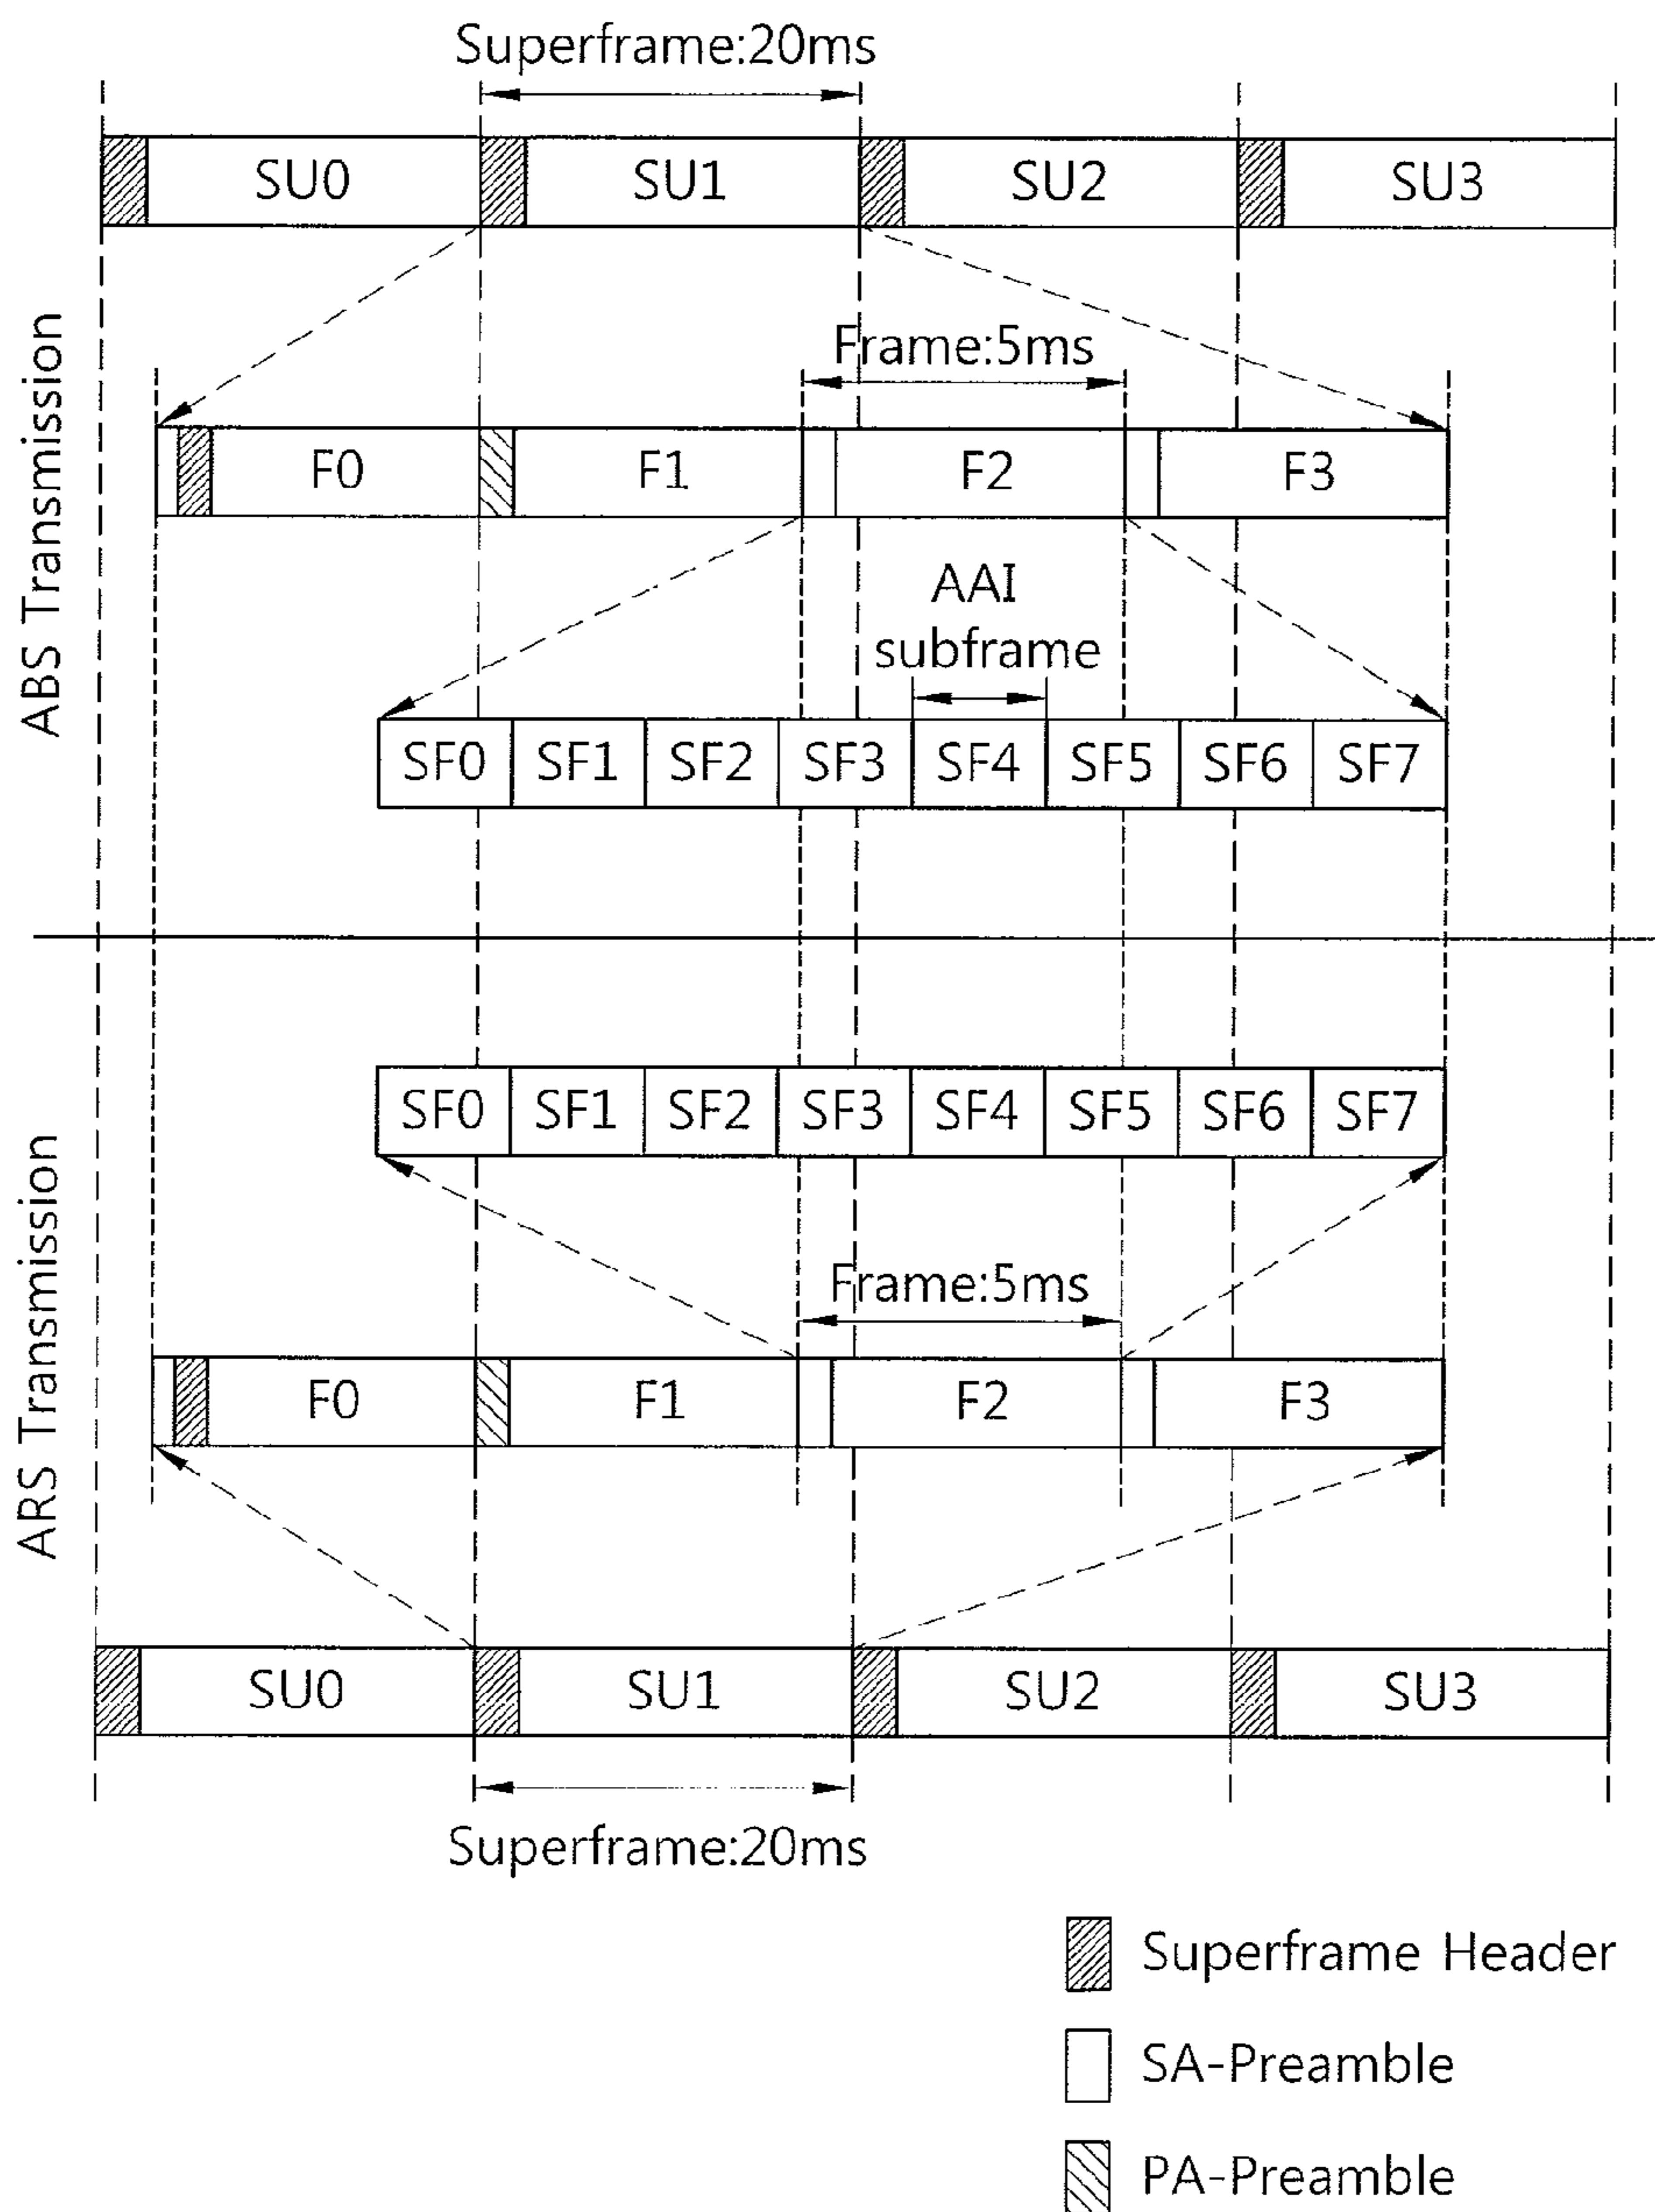 Superframe:20ms
SU0 SU1 SU2 SU3
ABS Transmission
Frame:5ms
F0 F1 F2 F3
AAI
subframe
SF0 SF1 SF2 SF3 SF4 SF5 SF6 SF7
SF0 SF1 SF2 SF3 SF4 SF5 SF6 SF7
ARS Transmission
Frame:5ms
F0 F1 F2 F3
SU0 SU1 SU2 SU3
Superframe:20ms
Superframe Header
SA-Preamble
PA-Preamble